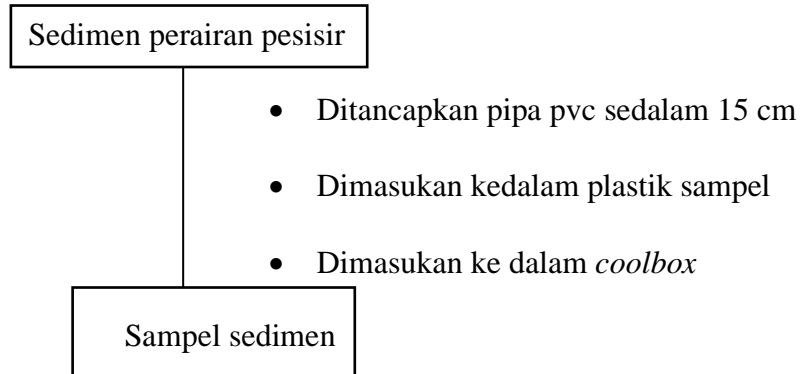 Sedimen perairan pesisir
• Ditancapkan pipa pvc sedalam 15 cm
• Dimasukan kedalam plastik sampel
• Dimasukan ke dalam coolbox
Sampel sedimen